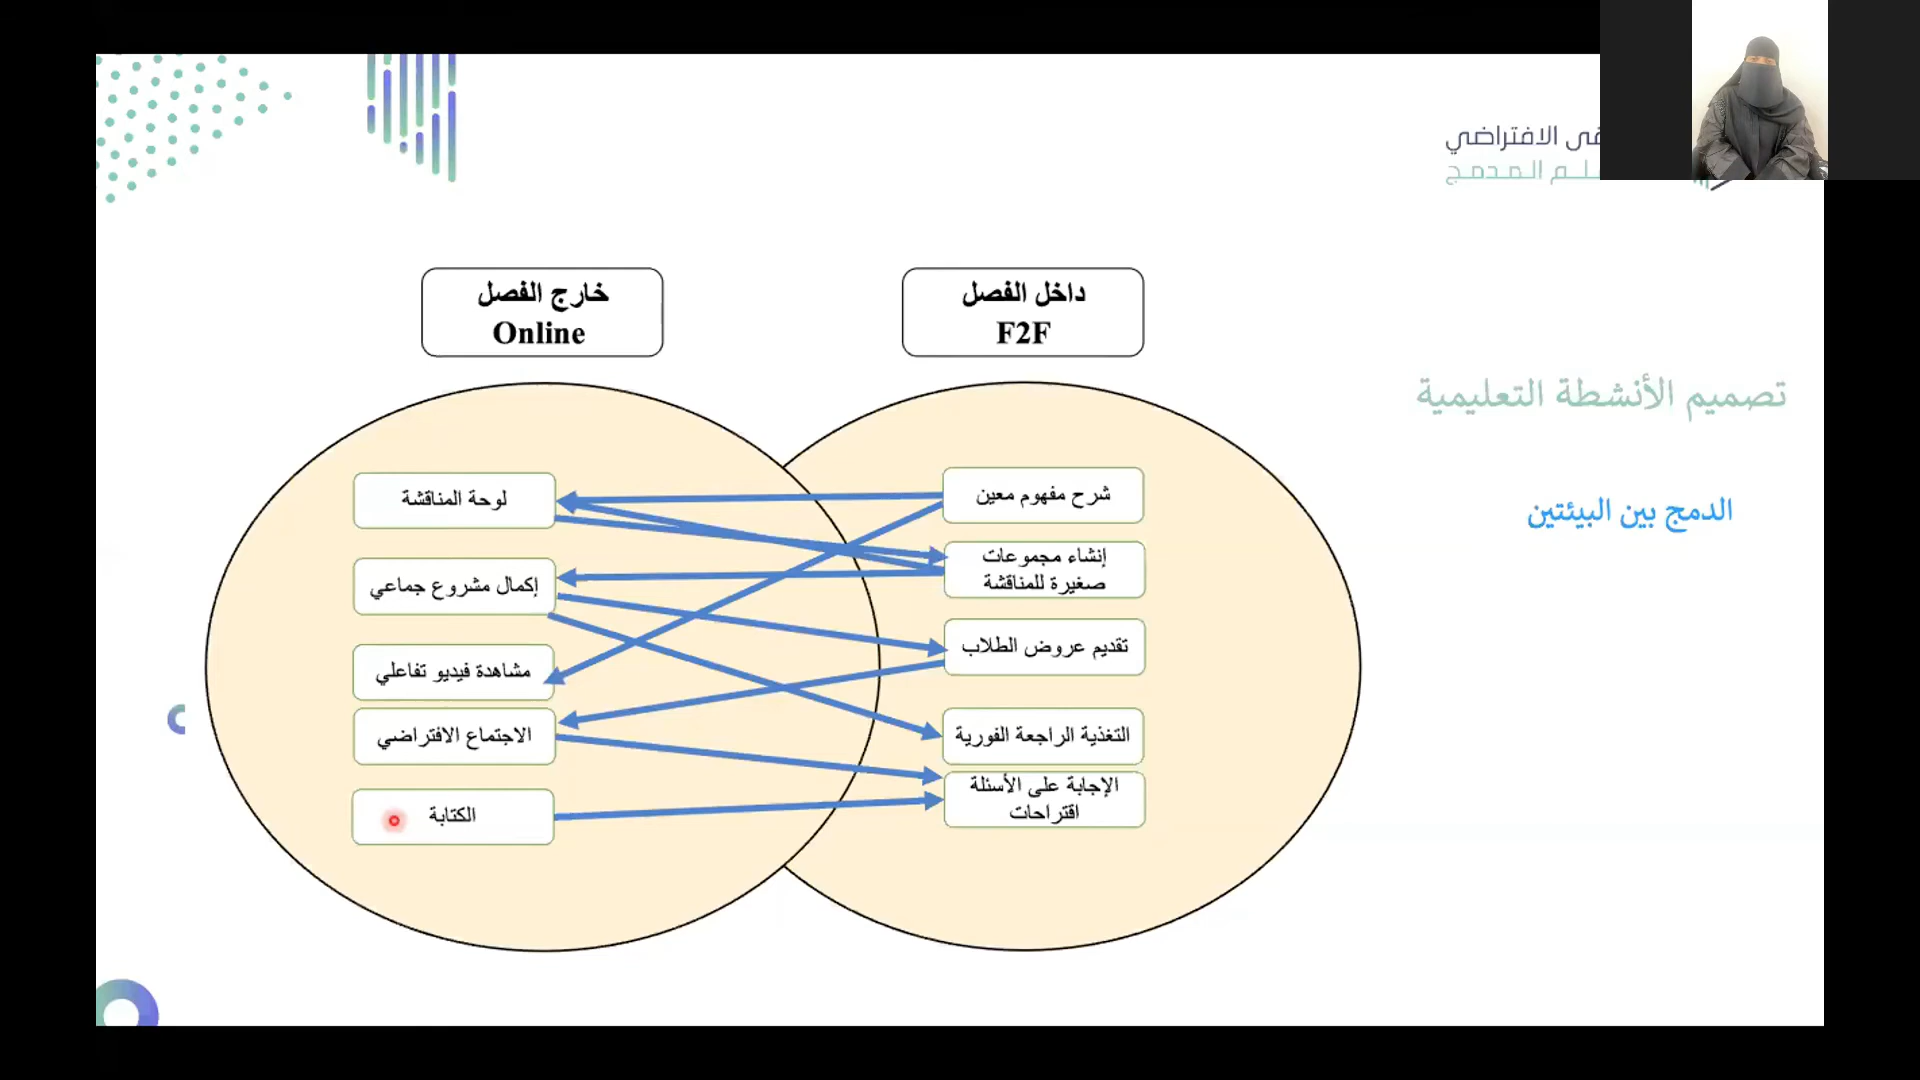 الافتراضي
المدمج
تصميم الأنشطة التعليمية
الدمج بين البيئتين
داخل الفصل
F2F
شرح مفهوم معين
إنشاء مجموعات
صغيرة للمناقشة
تقديم عروض الطلاب
التغذية الراجعة الفورية
الإجابة على الأسئلة
اقتراحات
خارج الفصل
Online
لوحة المناقشة
إكمال مشروع جماعي
مشاهدة فيديو تفاعلي
الاجتماع الافتراضي
الكتابة